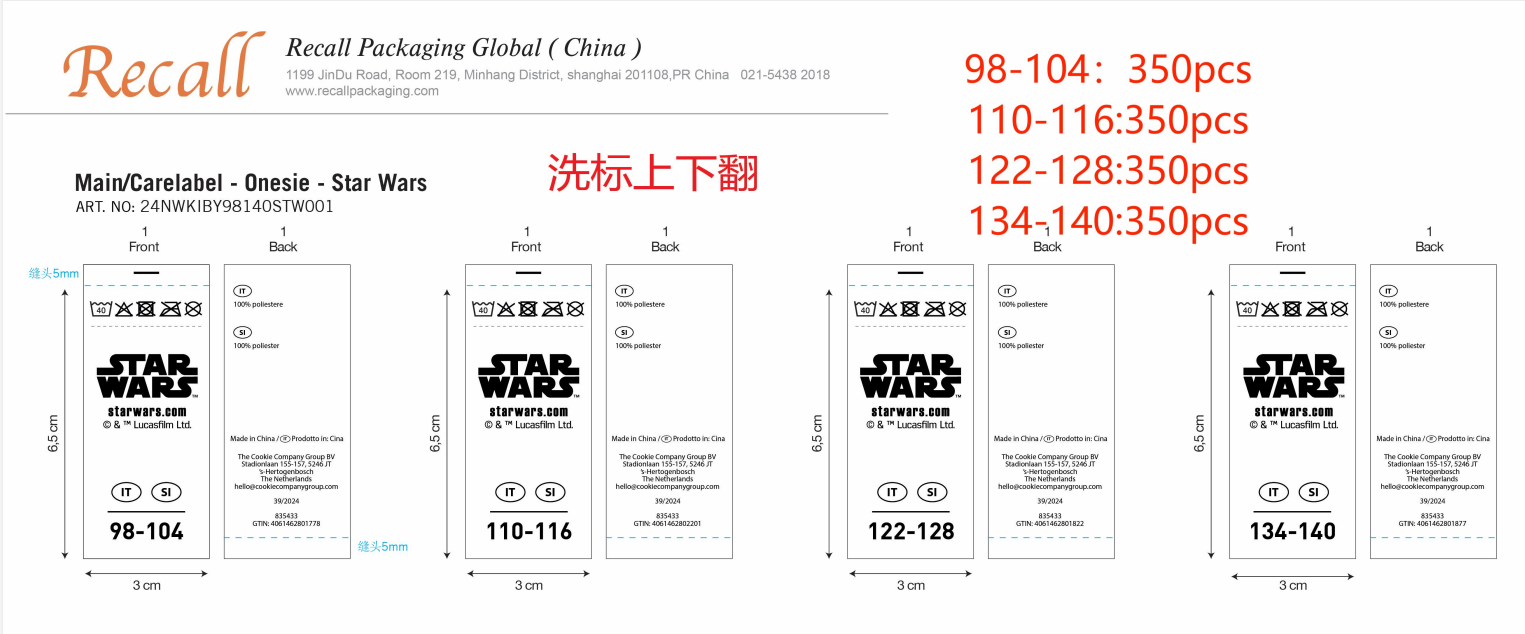 Recall
Recall Packaging Global ( China )
1199 JinDu Road, Room 219, Minhang District, shanghai 201108,PR China 021-5438 2018
www.recallpackaging.com
98-104：350pcs
110-116:350pcs
122-128:350pcs
134-140:350pcs
洗标上下翻
Main/Carelabel - Onesie - Star Wars
ART. NO: 24NWKIBY98140STW001
1
Front
缝头5mm
40
STAR
WARS™
starwars.com
© & ™ Lucasfilm Ltd.
IT SI
98-104
6,5 cm
3 cm
1
Back
IT
100% poliestere
SI
100% poliester
Made in China / IT Prodotto in: Cina
The Cookie Company Group BV
Stadionlaan 155-157, 5246 JT
's-Hertogenbosch
The Netherlands
hello@cookiecompanygroup.com
39/2024
835433
GTIN: 4061462801778
缝头5mm
1
Front
40
STAR
WARS™
starwars.com
© & ™ Lucasfilm Ltd.
IT SI
110-116
6,5 cm
3 cm
1
Back
IT
100% poliestere
SI
100% poliester
Made in China / IT Prodotto in: Cina
The Cookie Company Group BV
Stadionlaan 155-157, 5246 JT
's-Hertogenbosch
The Netherlands
hello@cookiecompanygroup.com
39/2024
835433
GTIN: 4061462802201
1
Front
40
STAR
WARS™
starwars.com
© & ™ Lucasfilm Ltd.
IT SI
122-128
6,5 cm
3 cm
1
Back
IT
100% poliestere
SI
100% poliester
Made in China / IT Prodotto in: Cina
The Cookie Company Group BV
Stadionlaan 155-157, 5246 JT
's-Hertogenbosch
The Netherlands
hello@cookiecompanygroup.com
39/2024
835433
GTIN: 4061462801822
1
Front
40
STAR
WARS™
starwars.com
© & ™ Lucasfilm Ltd.
IT SI
134-140
6,5 cm
3 cm
1
Back
IT
100% poliestere
SI
100% poliester
Made in China / IT Prodotto in: Cina
The Cookie Company Group BV
Stadionlaan 155-157, 5246 JT
's-Hertogenbosch
The Netherlands
hello@cookiecompanygroup.com
39/2024
835433
GTIN: 4061462801877